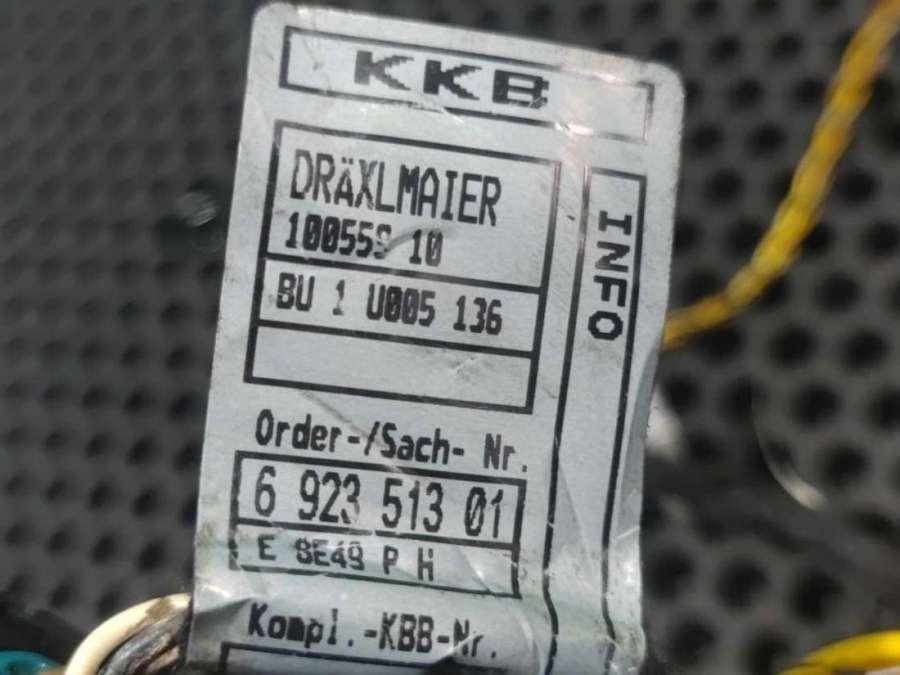 KKB
DRÄXLMAIER
100559 10
BU 1 U005 136
INFO
Order-/Sach- Nr.
6 923 513 01
E 8E49 P H
Kompl.-KBB-Nr.